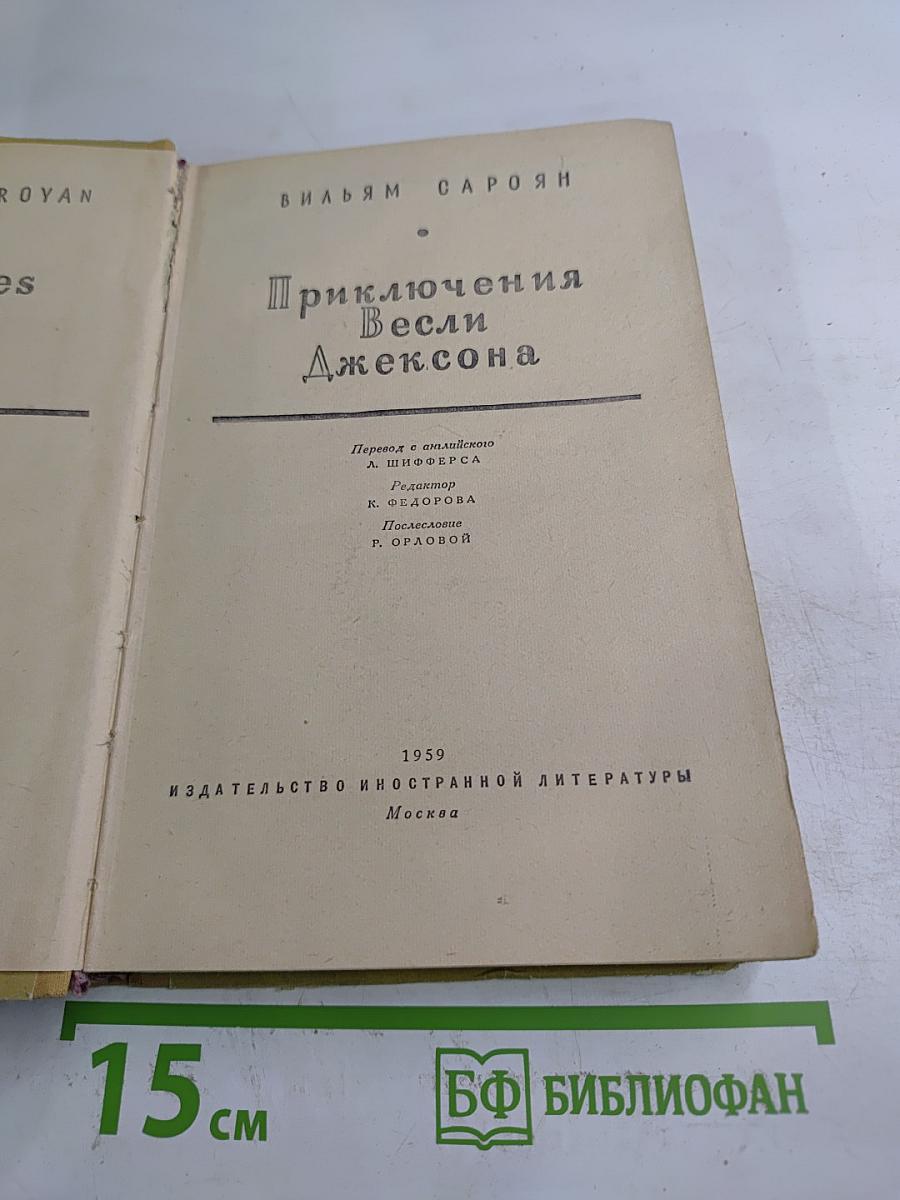 ROYAN
es
ВИЛЬЯМ САРОЯН
Приключения
Весли
Джексона
Перевод с английского
Л. ШИФФЕРСА
Редактор
К. ФЕДОРОВА
Послесловие
Р. ОРЛОВОЙ
1959
ИЗДАТЕЛЬСТВО ИНОСТРАННОЙ ЛИТЕРАТУРЫ
Москва
15 см
БФ БИБЛИОФАН